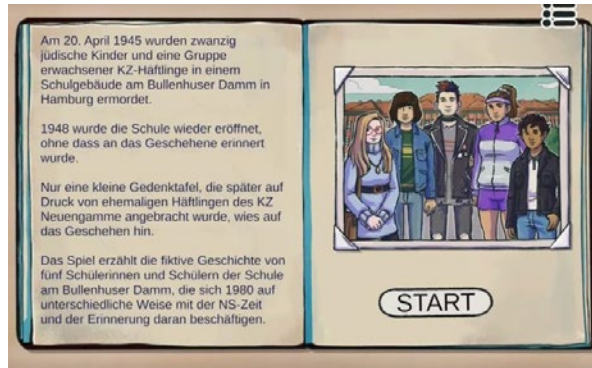 Am 20. April 1945 wurden zwanzig
jüdische Kinder und eine Gruppe
erwachsener KZ-Häftlinge in einem
Schulgebäude am Bullenhuser Damm in
Hamburg ermordet.
1948 wurde die Schule wieder eröffnet,
ohne dass an das Geschehene erinnert
wurde.
Nur eine kleine Gedenktafel, die später auf
Druck von ehemaligen Häftlingen des KZ
Neuengamme angebracht wurde, wies auf
das Geschehen hin.
Das Spiel erzählt die fiktive Geschichte von
fünf Schülerinnen und Schülern der Schule
am Bullenhuser Damm, die sich 1980 auf
unterschiedliche Weise mit der NS-Zeit
und der Erinnerung daran beschäftigen.
START